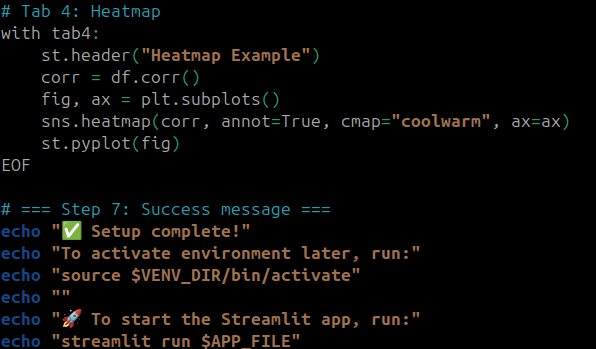 # Tab 4: Heatmap
with tab4:
    st.header("Heatmap Example")
    corr = df.corr()
    fig, ax = plt.subplots()
    sns.heatmap(corr, annot=True, cmap="coolwarm", ax=ax)
    st.pyplot(fig)
EOF

# === Step 7: Success message ===
echo "✅ Setup complete!"
echo "To activate environment later, run:"
echo "source $VENV_DIR/bin/activate"
echo ""
echo "🚀 To start the Streamlit app, run:"
echo "streamlit run $APP_FILE"